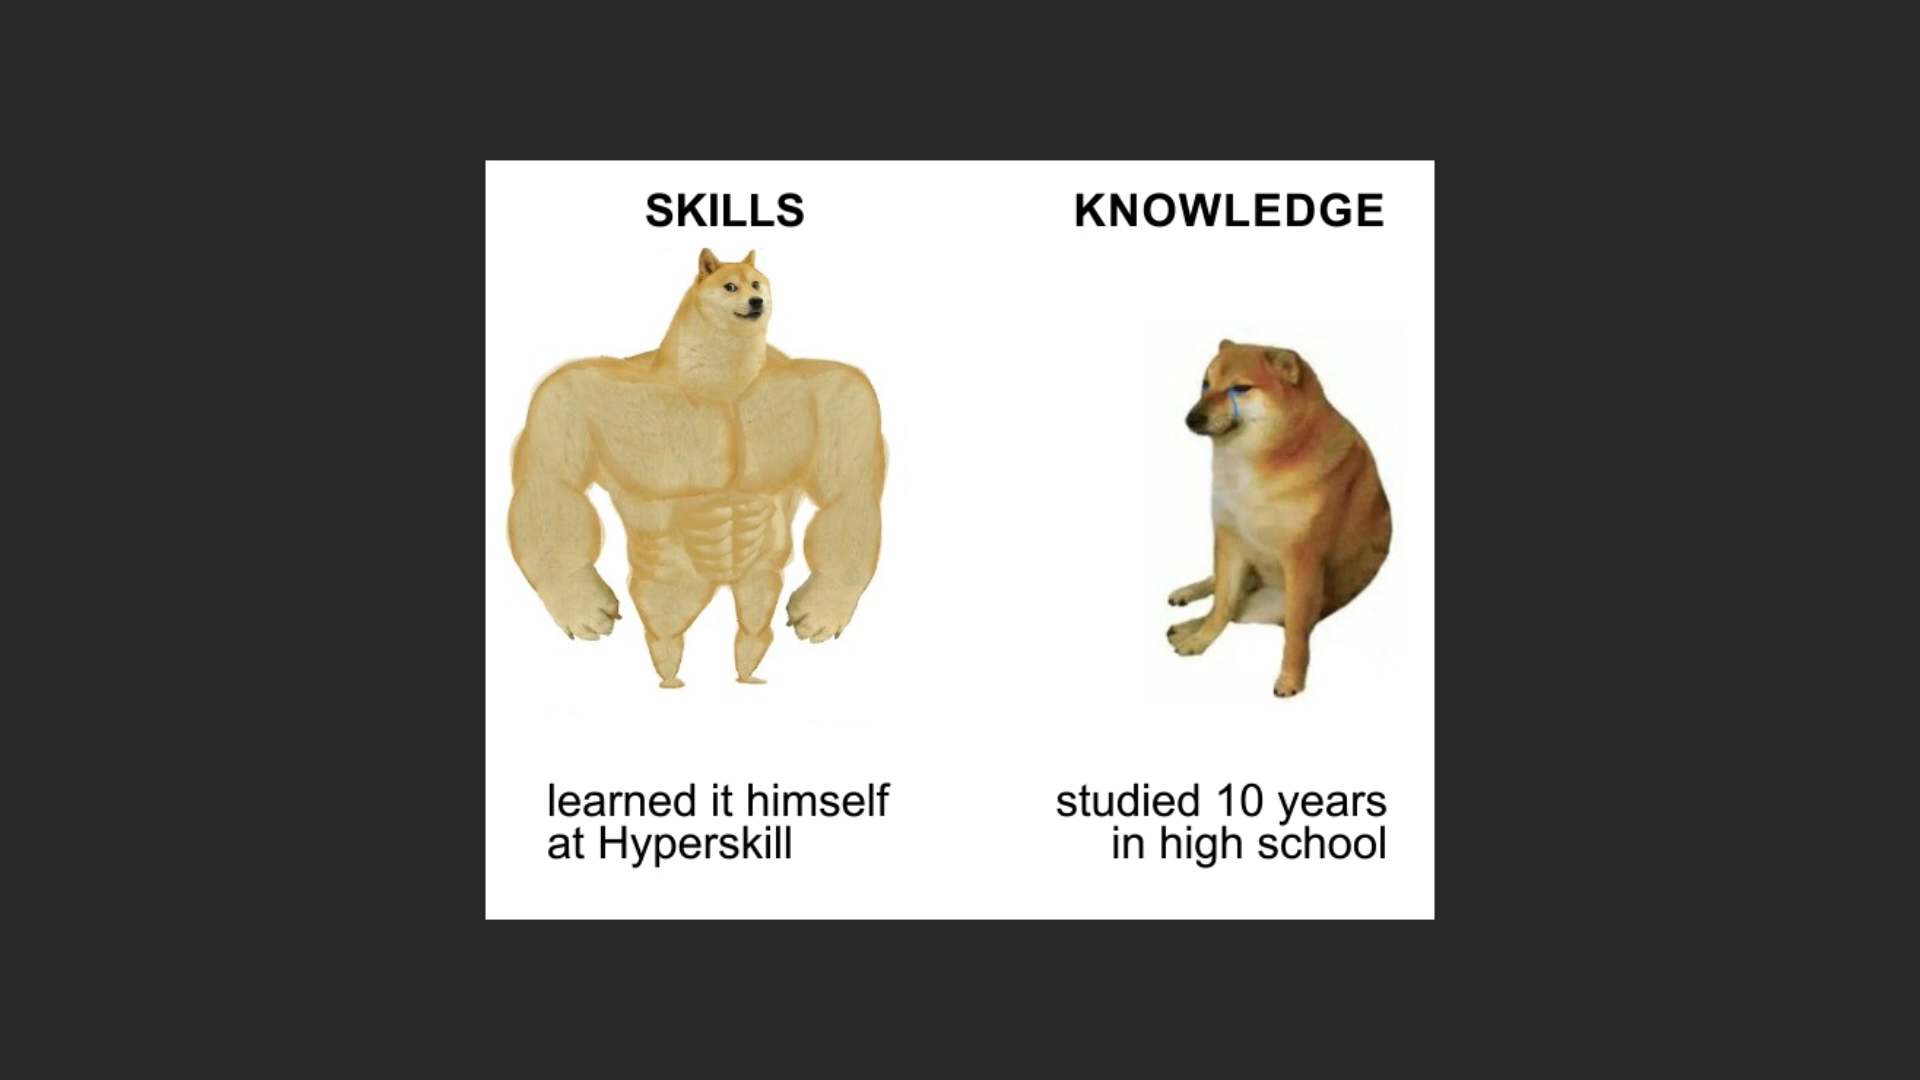 SKILLS
KNOWLEDGE
learned it himself
at Hyperskill
studied 10 years
in high school